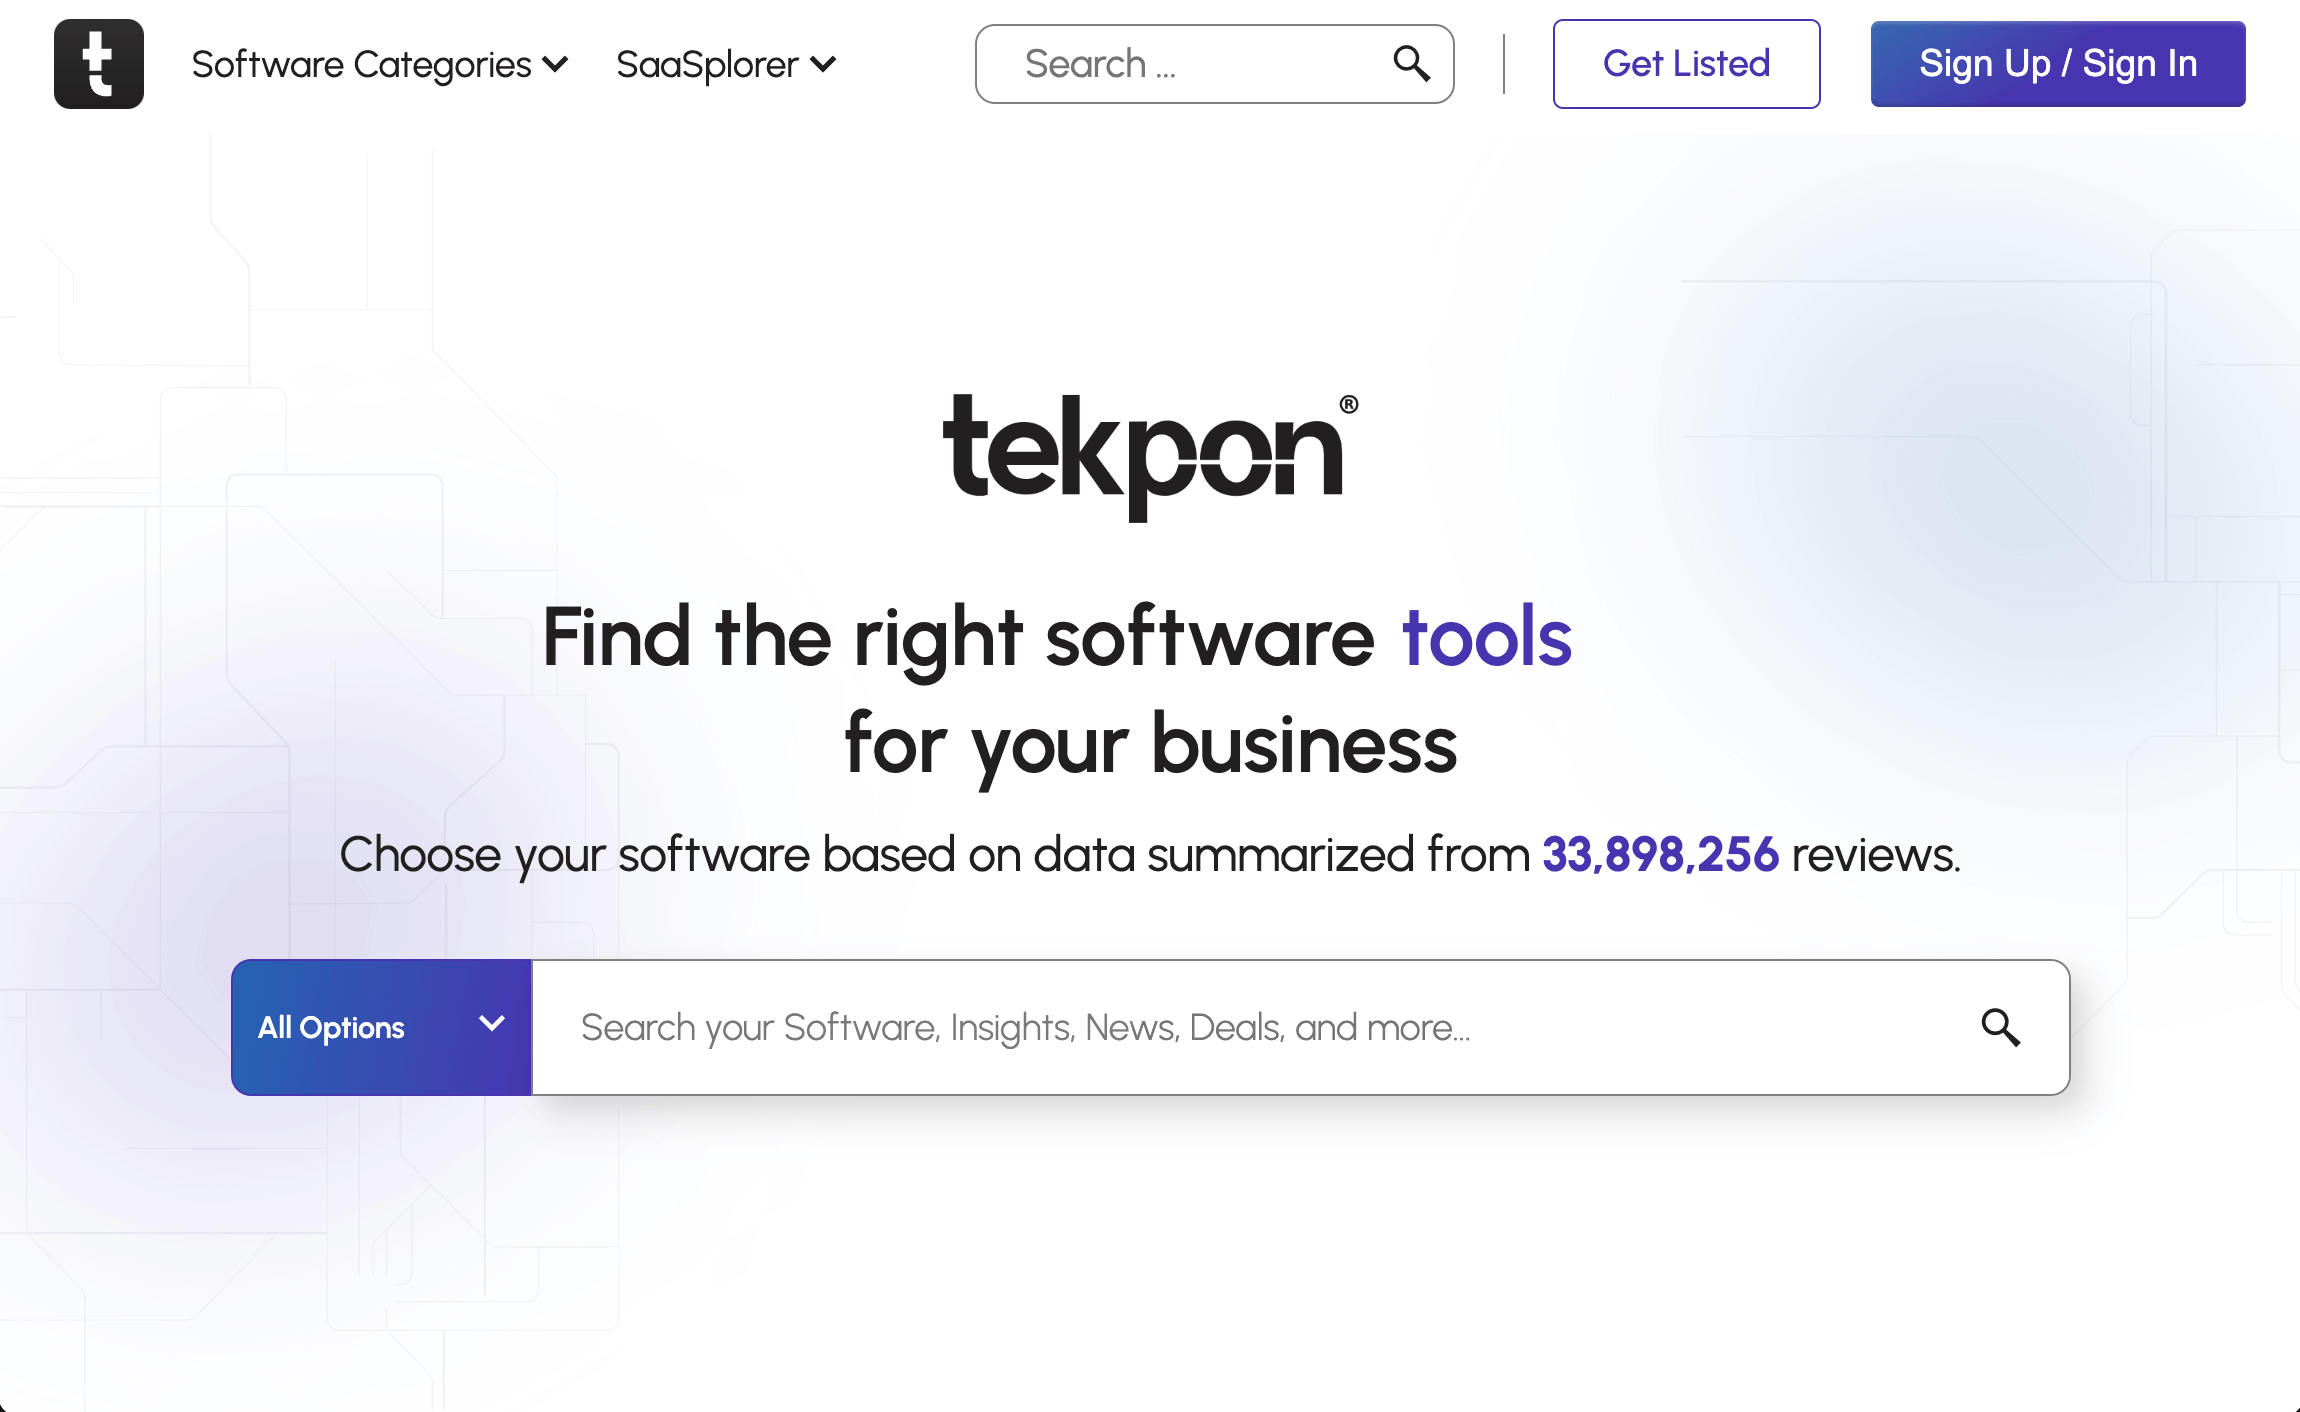 t
Software Categories
SaaSplorer
Search ...
Get Listed
Sign Up / Sign In
tekpon®
Find the right software tools
for your business
Choose your software based on data summarized from 33,898,256 reviews.
All Options
Search your Software, Insights, News, Deals, and more...